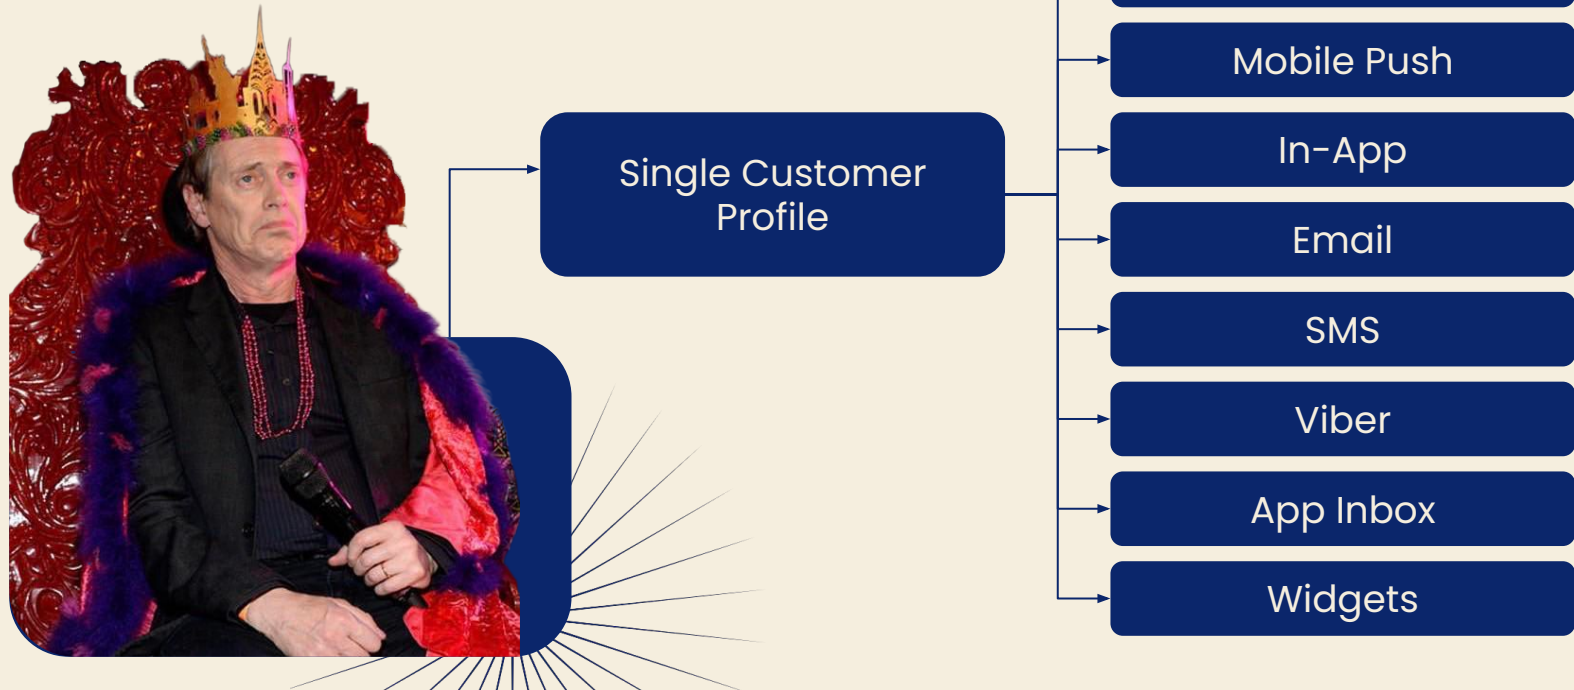 Single Customer
Profile
Mobile Push
In-App
Email
SMS
Viber
App Inbox
Widgets